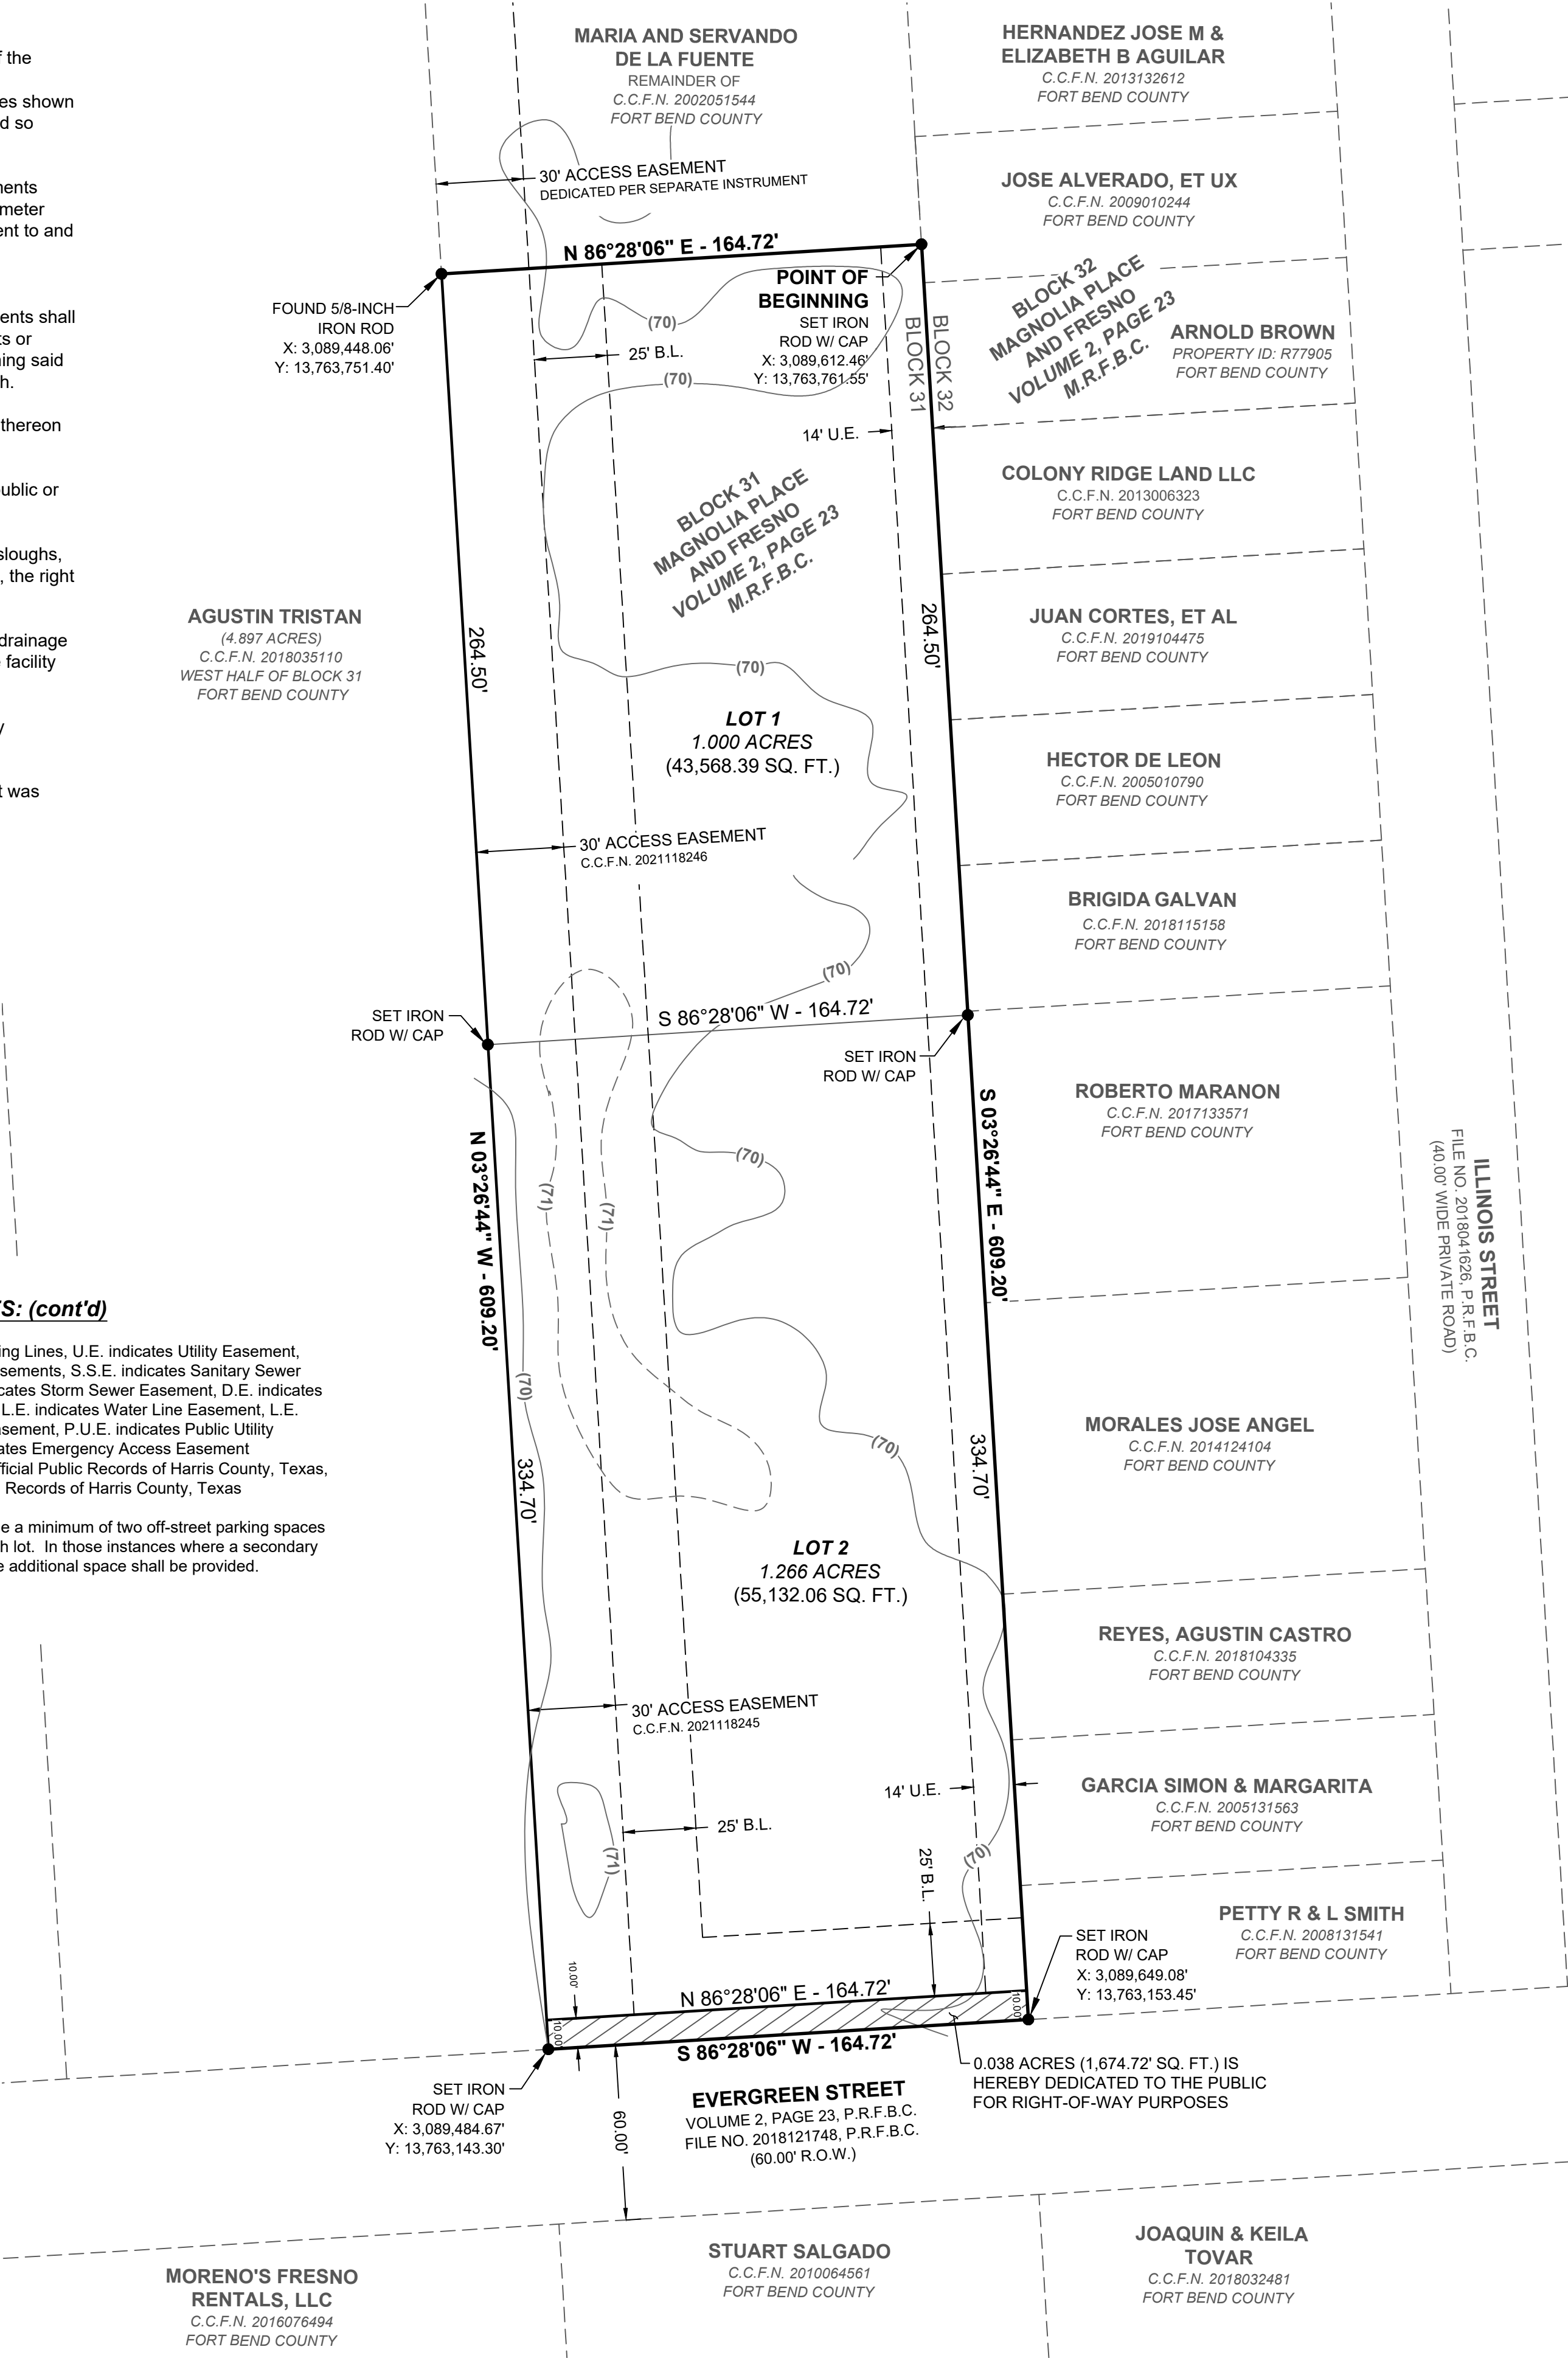 f the
es shown
d so
nents
meter
ent to and
ents shall
ts or
ning said
h.
thereon
public or
sloughs,
, the right
drainage
facility
y
t was
S: (cont'd)
ing Lines, U.E. indicates Utility Easement,
sements, S.S.E. indicates Sanitary Sewer
cates Storm Sewer Easement, D.E. indicates
L.E. indicates Water Line Easement, L.E.
asement, P.U.E. indicates Public Utility
ates Emergency Access Easement
fficial Public Records of Harris County, Texas,
Records of Harris County, Texas
e a minimum of two off-street parking spaces
h lot. In those instances where a secondary
e additional space shall be provided.
MARIA AND SERVANDO
DE LA FUENTE
REMAINDER OF
C.C.F.N. 2002051544
FORT BEND COUNTY
HERNANDEZ JOSE M &
ELIZABETH B AGUILAR
C.C.F.N. 2013132612
FORT BEND COUNTY
30' ACCESS EASEMENT
DEDICATED PER SEPARATE INSTRUMENT
JOSE ALVERADO, ET UX
C.C.F.N. 2009010244
FORT BEND COUNTY
N 86°28'06" E - 164.72'
FOUND 5/8-INCH
IRON ROD
X: 3,089,448.06'
Y: 13,763,751.40'
POINT OF
BEGINNING
SET IRON
ROD W/ CAP
X: 3,089,612.46'
Y: 13,763,761.55'
(70)
25' B.L.
(70)
BLOCK 31
BLOCK 32
BLOCK 32
MAGNOLIA PLACE
AND FRESNO
VOLUME 2, PAGE 23
M.R.F.B.C.
ARNOLD BROWN
PROPERTY ID: R77905
FORT BEND COUNTY
14' U.E.
BLOCK 31
MAGNOLIA PLACE
AND FRESNO
VOLUME 2, PAGE 23
M.R.F.B.C.
COLONY RIDGE LAND LLC
C.C.F.N. 2013006323
FORT BEND COUNTY
AGUSTIN TRISTAN
(4.897 ACRES)
C.C.F.N. 2018035110
WEST HALF OF BLOCK 31
FORT BEND COUNTY
264.50'
264.50'
JUAN CORTES, ET AL
C.C.F.N. 2019104475
FORT BEND COUNTY
(70)
LOT 1
1.000 ACRES
(43,568.39 SQ. FT.)
HECTOR DE LEON
C.C.F.N. 2005010790
FORT BEND COUNTY
30' ACCESS EASEMENT
C.C.F.N. 2021118246
BRIGIDA GALVAN
C.C.F.N. 2018115158
FORT BEND COUNTY
(70)
SET IRON
ROD W/ CAP
S 86°28'06" W - 164.72'
SET IRON
ROD W/ CAP
ROBERTO MARANON
C.C.F.N. 2017133571
FORT BEND COUNTY
N 03°26'44" W - 609.20'
S 03°26'44" E - 609.20'
(70)
(71)
(71)
ILLINOIS STREET
FILE NO. 2018041626, P.R.F.B.C.
(40.00' WIDE PRIVATE ROAD)
(70)
(70)
334.70'
334.70'
MORALES JOSE ANGEL
C.C.F.N. 2014124104
FORT BEND COUNTY
LOT 2
1.266 ACRES
(55,132.06 SQ. FT.)
REYES, AGUSTIN CASTRO
C.C.F.N. 2018104335
FORT BEND COUNTY
30' ACCESS EASEMENT
C.C.F.N. 2021118245
14' U.E.
GARCIA SIMON & MARGARITA
C.C.F.N. 2005131563
FORT BEND COUNTY
25' B.L.
(71)
25' B.L.
(70)
PETTY R & L SMITH
C.C.F.N. 2008131541
FORT BEND COUNTY
SET IRON
ROD W/ CAP
X: 3,089,649.08'
Y: 13,763,153.45'
10.00'
N 86°28'06" E - 164.72'
10.00'
10.00'
S 86°28'06" W - 164.72'
0.038 ACRES (1,674.72' SQ. FT.) IS
HEREBY DEDICATED TO THE PUBLIC
FOR RIGHT-OF-WAY PURPOSES
SET IRON
ROD W/ CAP
X: 3,089,484.67'
Y: 13,763,143.30'
60.00'
EVERGREEN STREET
VOLUME 2, PAGE 23, P.R.F.B.C.
FILE NO. 2018121748, P.R.F.B.C.
(60.00' R.O.W.)
MORENO'S FRESNO
RENTALS, LLC
C.C.F.N. 2016076494
FORT BEND COUNTY
STUART SALGADO
C.C.F.N. 2010064561
FORT BEND COUNTY
JOAQUIN & KEILA
TOVAR
C.C.F.N. 2018032481
FORT BEND COUNTY